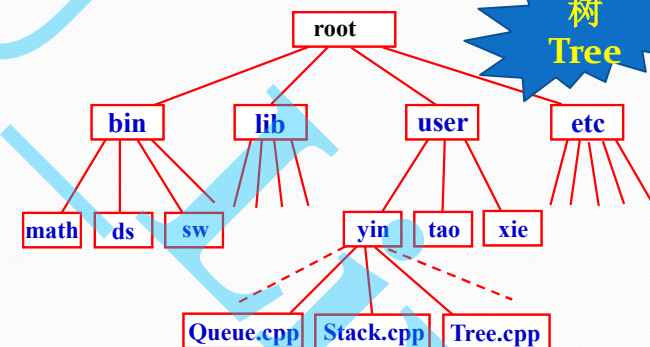 树
Tree
root
bin
lib
user
etc
math
ds
sw
yin
tao
xie
Queue.cpp
Stack.cpp
Tree.cpp